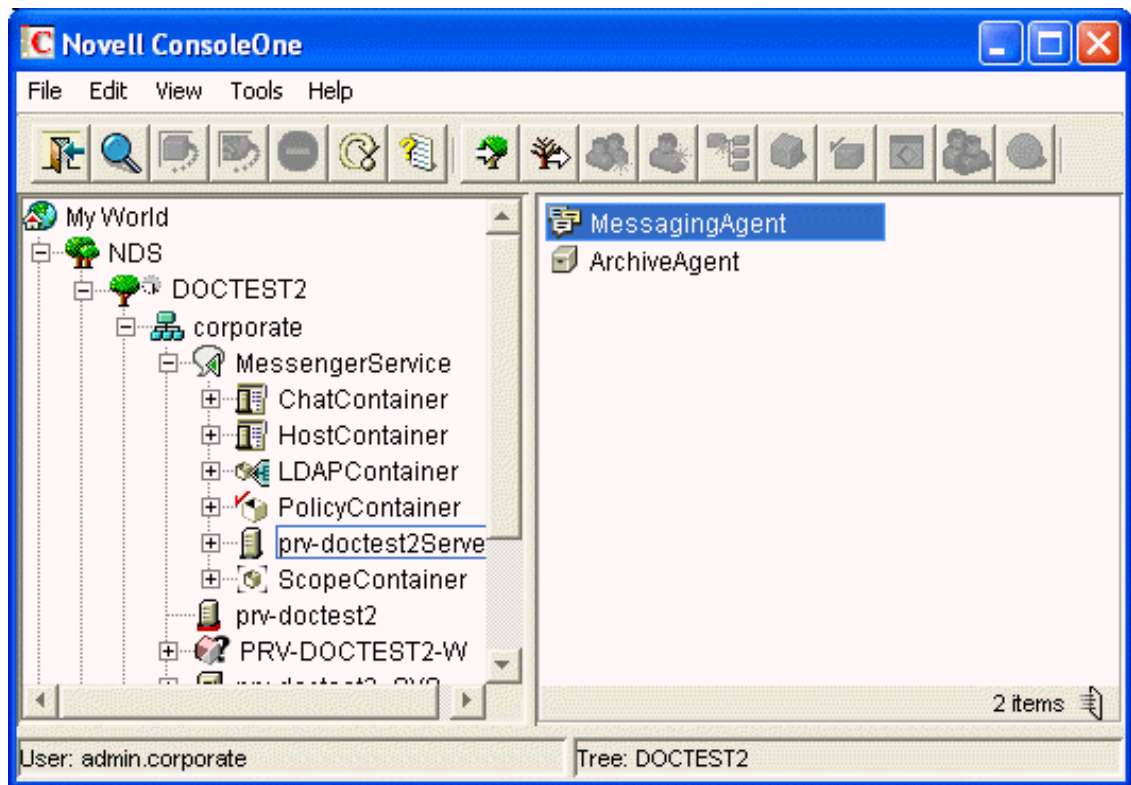 Novell ConsoleOne
File Edit View Tools Help
My World
NDS
DOCTEST2
corporate
MessengerService
ChatContainer
HostContainer
LDAPContainer
PolicyContainer
prv-doctest2Serve
ScopeContainer
prv-doctest2
PRV-DOCTEST2-W
MessagingAgent
ArchiveAgent
2 items
User: admin.corporate
Tree: DOCTEST2